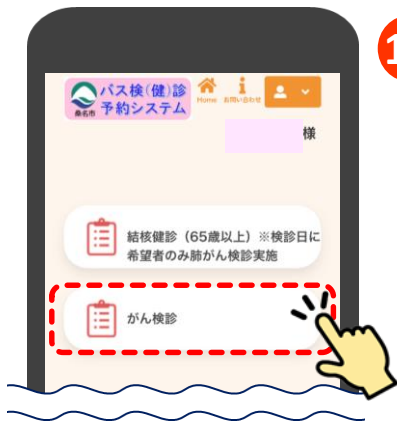 1
バス検(健)診
予約システム
桑名市
Home
お問い合わせ
様
結核健診(65歳以上)※検診日に
希望者のみ肺がん検診実施
がん検診